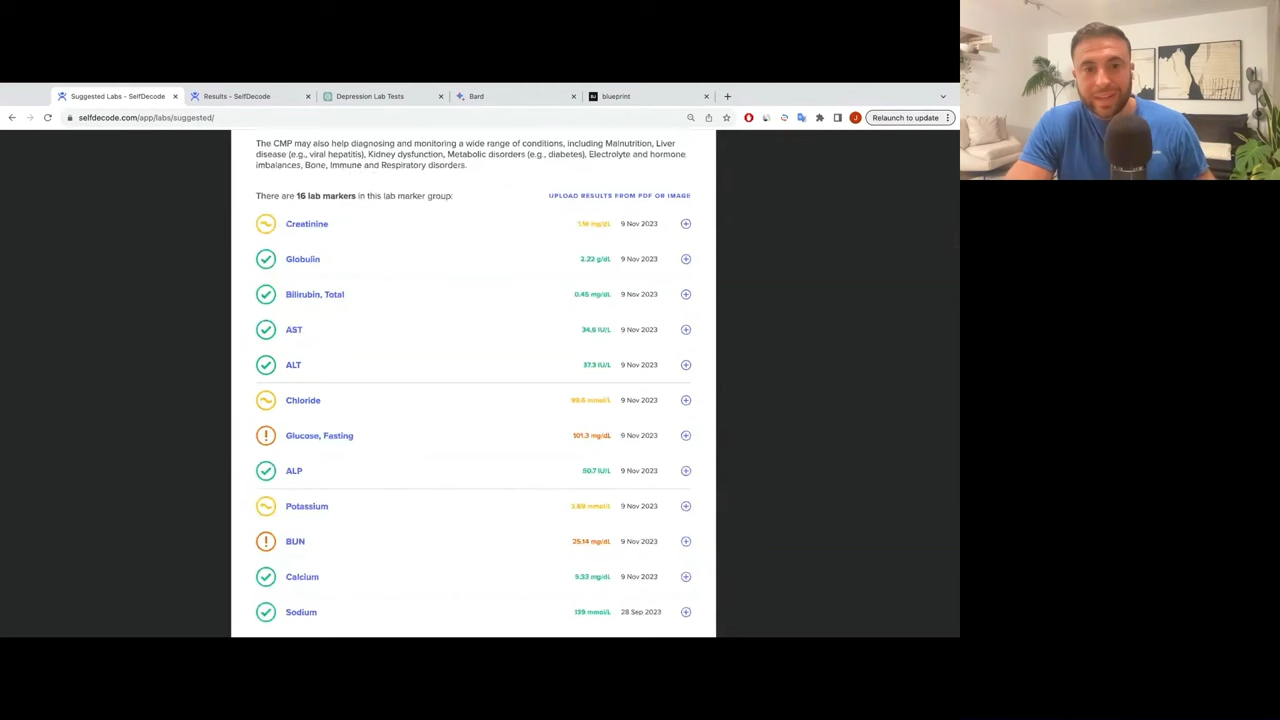 Suggested Labs - SelfDecode
Results - SelfDecode
Depression Lab Tests
Bard
blueprint
selfdecode.com/app/labs/suggested/
J
Relaunch to update
The CMP may also help diagnosing and monitoring a wide range of conditions, including Malnutrition, Liver
disease (e.g., viral hepatitis), Kidney dysfunction, Metabolic disorders (e.g., diabetes), Electrolyte and hormone
imbalances, Bone, Immune and Respiratory disorders.
There are 16 lab markers in this lab marker group:
UPLOAD RESULTS FROM PDF OR IMAGE
Creatinine mg/dL 9 Nov 2023
Globulin 2.22 g/dL 9 Nov 2023
Bilirubin, Total 0.45 mg/dL 9 Nov 2023
AST 34.6 IU/L 9 Nov 2023
ALT 37.3 IU/L 9 Nov 2023
Chloride 99.6 mmol/L 9 Nov 2023
Glucose, Fasting 101.3 mg/dL 9 Nov 2023
ALP 50.7 IU/L 9 Nov 2023
Potassium mmol/L 9 Nov 2023
BUN 25.14 mg/dL 9 Nov 2023
Calcium 9.33 mg/dL 9 Nov 2023
Sodium 139 mmol/L 28 Sep 2023